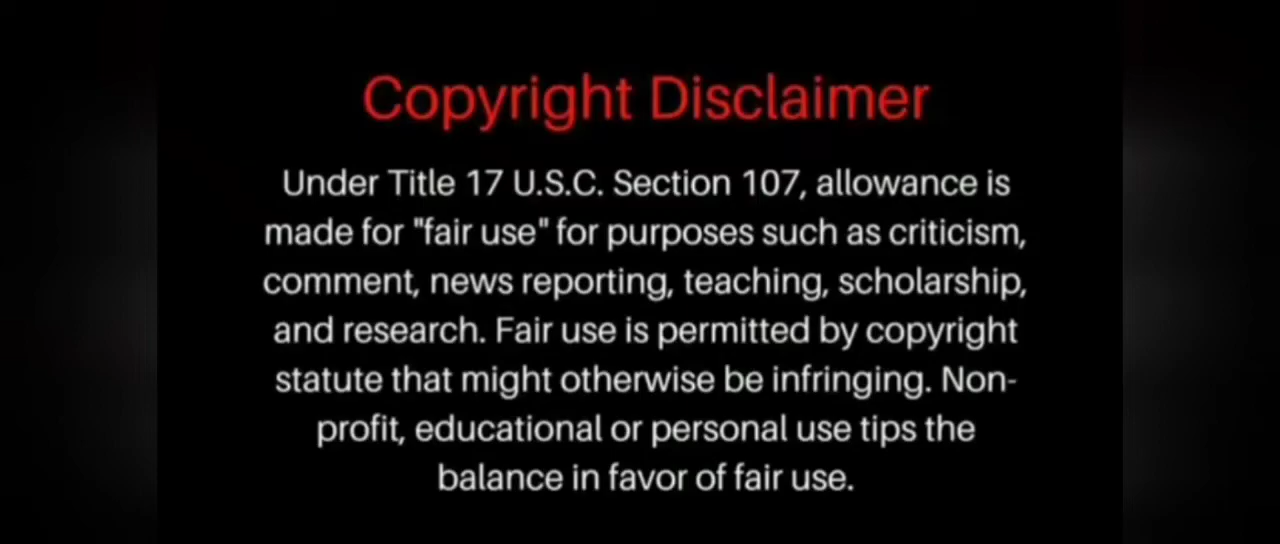 Copyright Disclaimer
Under Title 17 U.S.C. Section 107, allowance is
made for "fair use" for purposes such as criticism,
comment, news reporting, teaching, scholarship,
and research. Fair use is permitted by copyright
statute that might otherwise be infringing. Non-
profit, educational or personal use tips the
balance in favor of fair use.